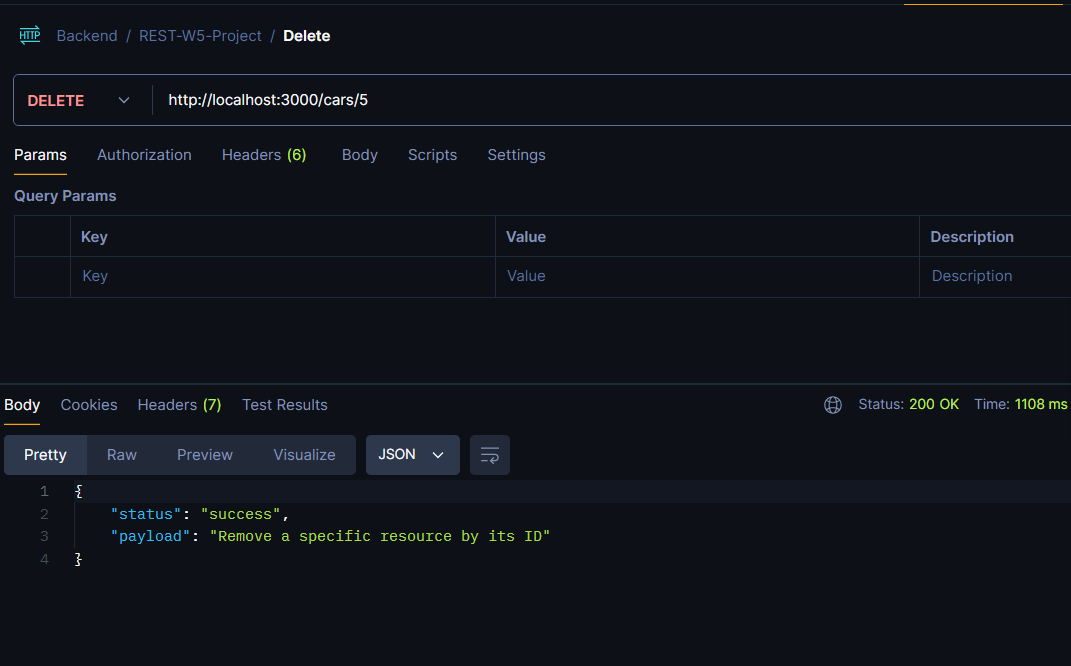 HTTP Backend / REST-W5-Project / Delete
DELETE http://localhost:3000/cars/5
Params Authorization Headers (6) Body Scripts Settings
Query Params
Key Value Description
Key Value Description
Body Cookies Headers (7) Test Results Status: 200 OK Time: 1108 ms
Pretty Raw Preview Visualize JSON
1 {
2 "status": "success",
3 "payload": "Remove a specific resource by its ID"
4 }